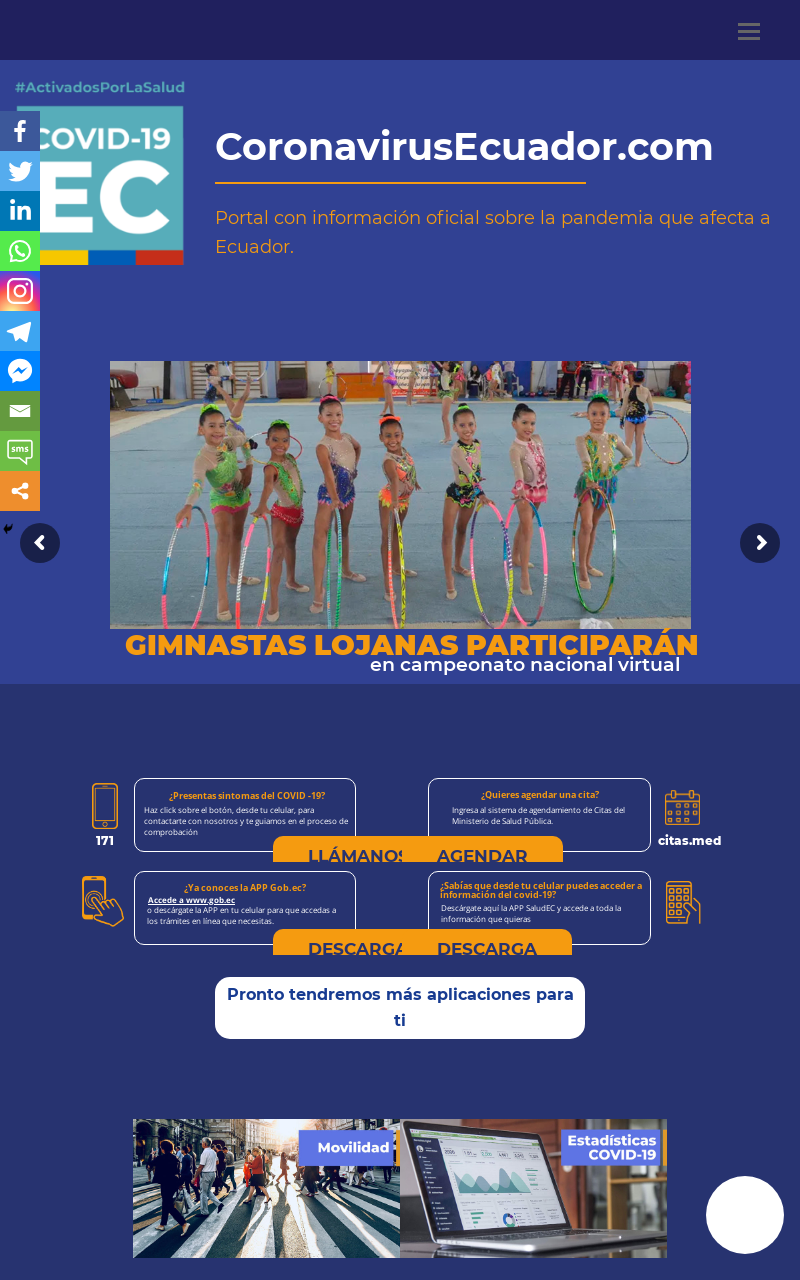 #ActivadosPorLaSalud
COVID-19
EC
CoronavirusEcuador.com
Portal con información oficial sobre la pandemia que afecta a
Ecuador.
sms
GIMNASTAS LOJANAS PARTICIPARÁN
en campeonato nacional virtual
¿Presentas sintomas del COVID -19?
Haz click sobre el botón, desde tu celular, para
contactarte con nosotros y te guiamos en el proceso de
comprobación
171
LLÁMANOS
¿Quieres agendar una cita?
Ingresa al sistema de agendamiento de Citas del
Ministerio de Salud Pública.
citas.med
AGENDAR
¿Ya conoces la APP Gob.ec?
Accede a www.gob.ec
o descárgate la APP en tu celular para que accedas a
los trámites en línea que necesitas.
DESCARGA
¿Sabías que desde tu celular puedes acceder a
información del covid-19?
Descárgate aquí la APP SaludEC y accede a toda la
información que quieras
DESCARGA
Pronto tendremos más aplicaciones para
ti
Movilidad
Estadísticas
COVID-19